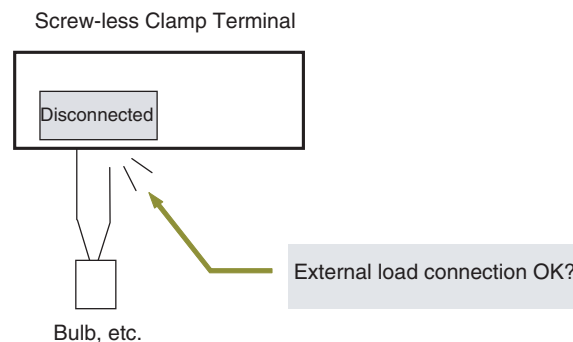 Screw-less Clamp Terminal
Disconnected
External load connection OK?
Bulb, etc.